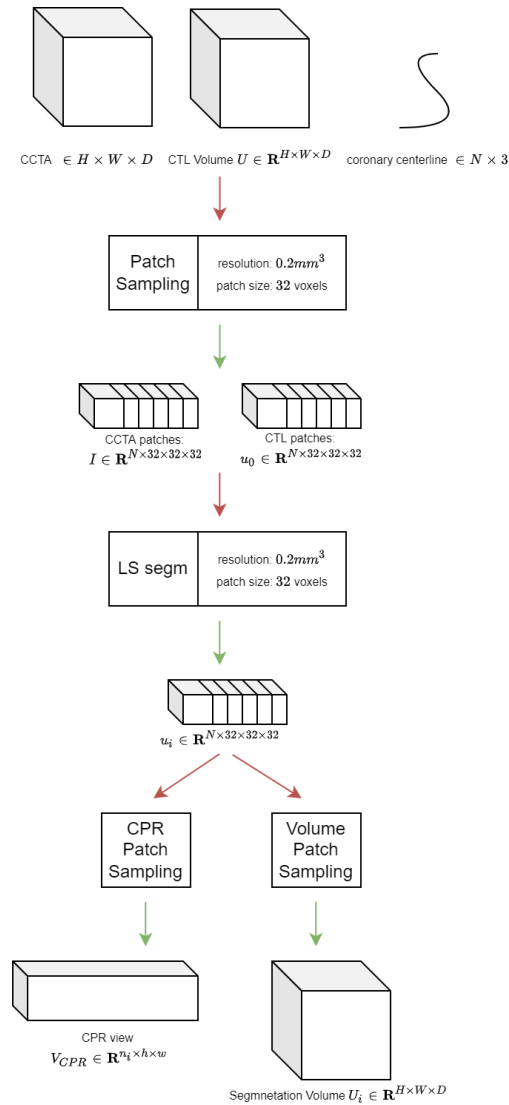 CCTA ∈ H × W × D
CTL Volume U ∈ R^{H×W×D}
coronary centerline ∈ N × 3
Patch
Sampling
resolution: 0.2mm^3
patch size: 32 voxels
CCTA patches:
I ∈ R^{N×32×32×32}
CTL patches:
u_0 ∈ R^{N×32×32×32}
LS segm
resolution: 0.2mm^3
patch size: 32 voxels
u_i ∈ R^{N×32×32×32}
CPR
Patch
Sampling
Volume
Patch
Sampling
CPR view
V_{CPR} ∈ R^{n_i×h×w}
Segmnetation Volume U_i ∈ R^{H×W×D}